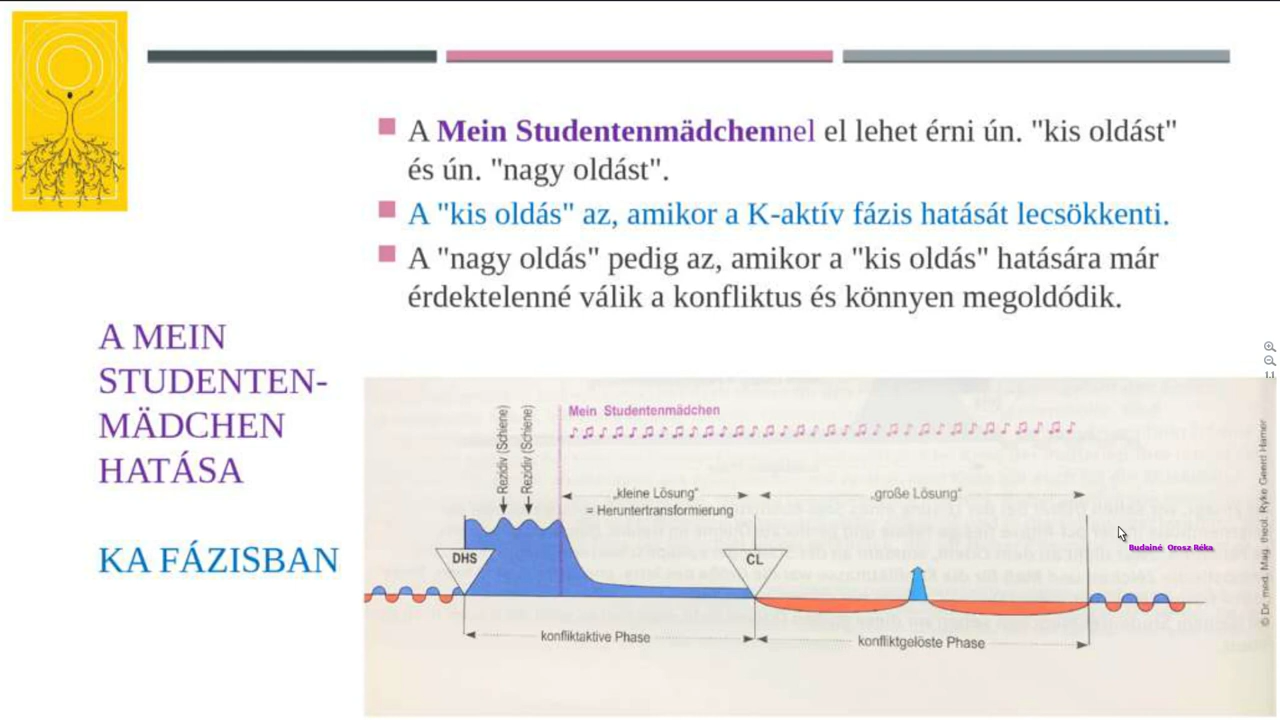 A Mein Studentenmädchennel el lehet érni ún. "kis oldást"
és ún. "nagy oldást".
A "kis oldás" az, amikor a K-aktív fázis hatását lecsökkenti.
A "nagy oldás" pedig az, amikor a "kis oldás" hatására már
érdektelenné válik a konfliktus és könnyen megoldódik.
A MEIN
STUDENTEN-
MÄDCHEN
HATÁSA
KA FÁZISBAN
Mein Studentenmädchen
Rezidiv (Schiene)
Rezidiv (Schiene)
„kleine Lösung“
= Heruntertransformierung
„große Lösung“
DHS
CL
konfliktaktive Phase
konfliktgelöste Phase
Budainé Orosz Réka
© Dr. med. Mag. theol. Ryke Geerd Hamer